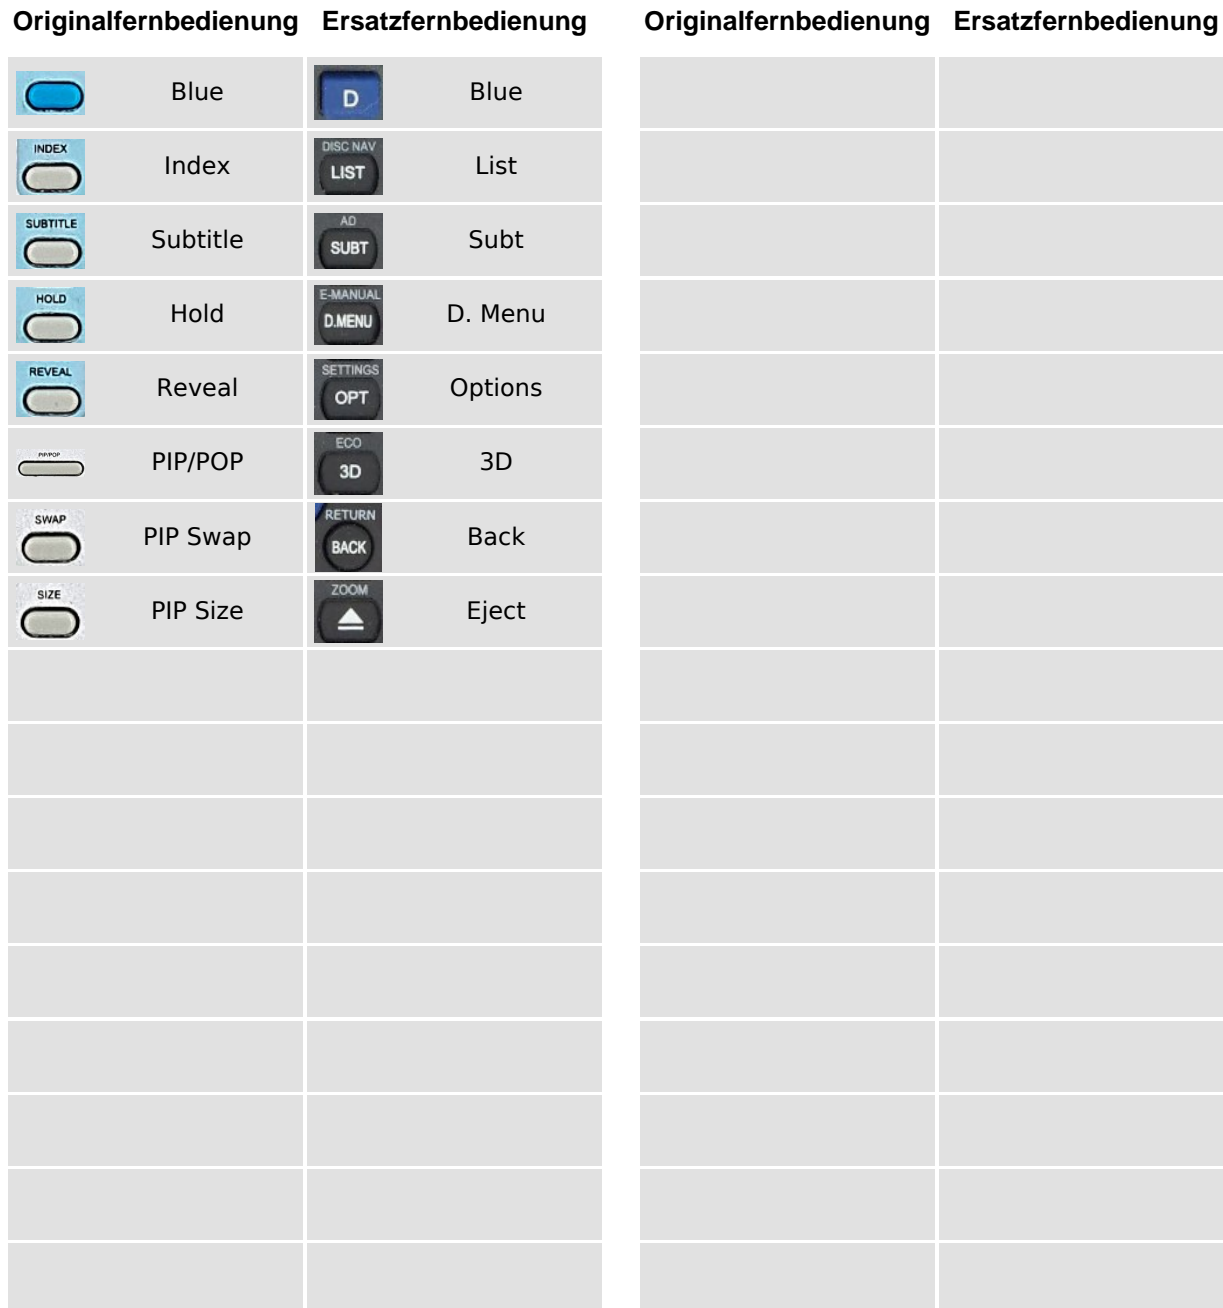 Originalfernbedienung Ersatzfernbedienung Originalfernbedienung Ersatzfernbedienung
Blue D Blue
INDEX Index DISC NAV LIST List
SUBTITLE Subtitle AD SUBT Subt
HOLD Hold E-MANUAL D.MENU D. Menu
REVEAL Reveal SETTINGS OPT Options
PIP/POP PIP/POP ECO 3D 3D
SWAP PIP Swap RETURN BACK Back
SIZE PIP Size ZOOM Eject